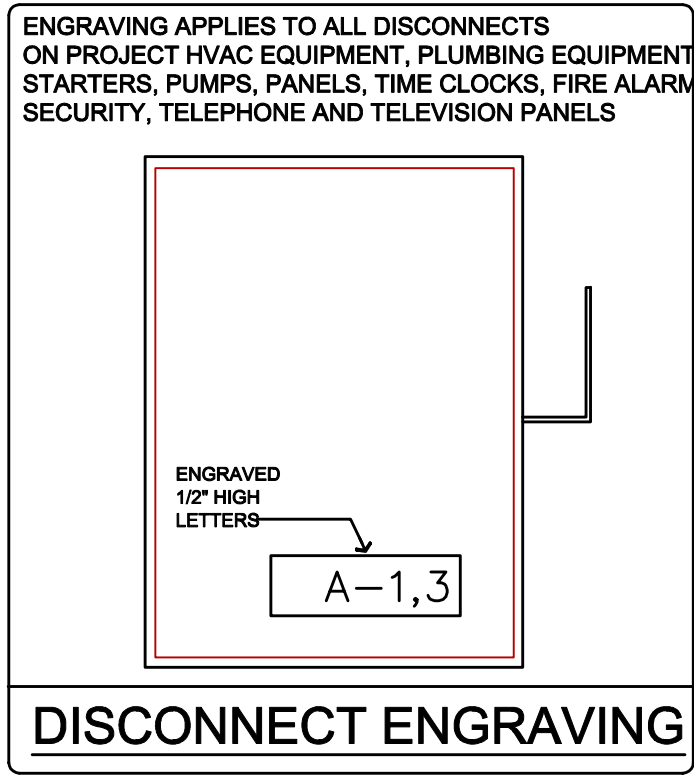 ENGRAVING APPLIES TO ALL DISCONNECTS
ON PROJECT HVAC EQUIPMENT, PLUMBING EQUIPMENT
STARTERS, PUMPS, PANELS, TIME CLOCKS, FIRE ALARM
SECURITY, TELEPHONE AND TELEVISION PANELS
ENGRAVED
1/2" HIGH
LETTERS
A-1,3
DISCONNECT ENGRAVING